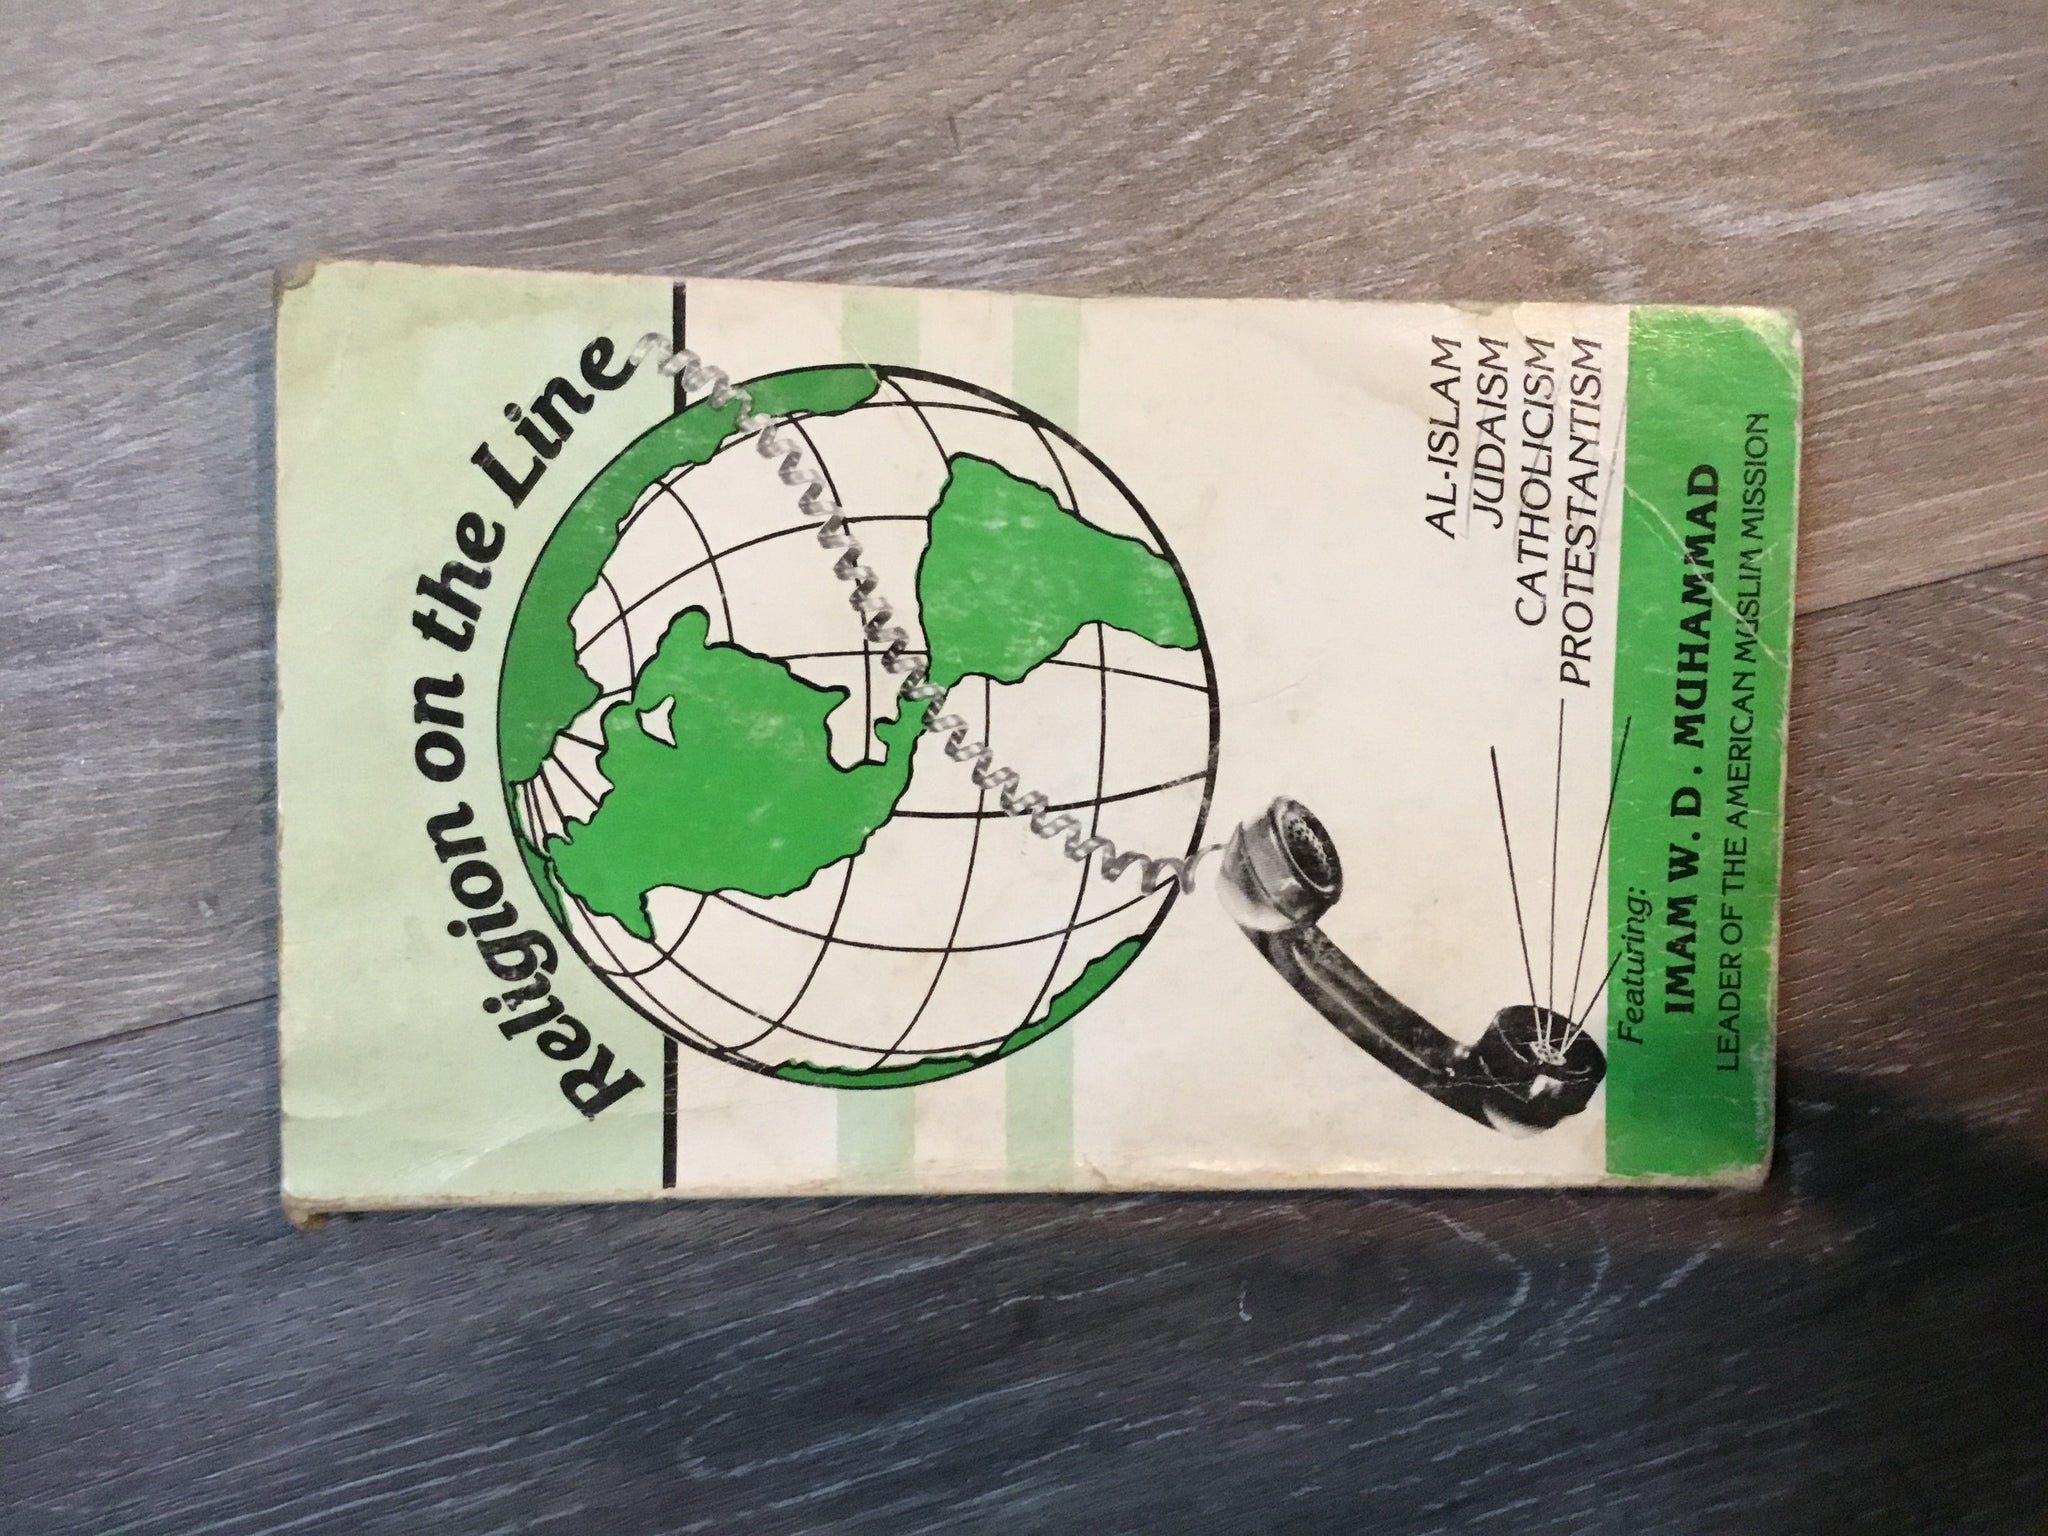 Religion on the Line
AL-ISLAM
JUDAISM
CATHOLICISM
PROTESTANTISM
Featuring:
IMAM W. D. MUHAMMAD
LEADER OF THE AMERICAN MUSLIM MISSION